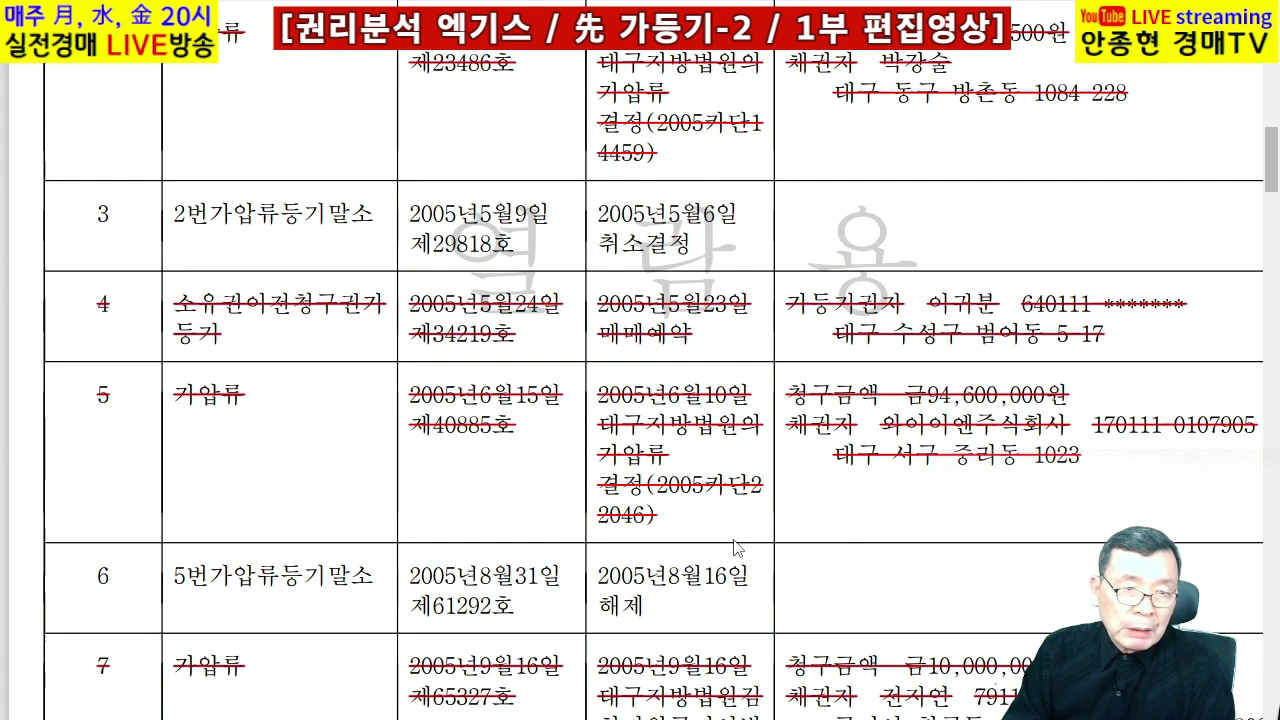 매주 月, 水, 金 20시
실전경매 LIVE방송
[권리분석 엑기스 / 先 가등기-2 / 1부 편집영상]
YouTube LIVE streaming
안종현 경매TV
류
500원
제23486호
대구지방법원의
채권자 박강술
가압류
대구 동구 방촌동 1084-228
결정(2005카단1
4459)
3
2번가압류등기말소
2005년5월9일
2005년5월6일
제29818호
취소결정
열 람 용
4
소유권이전청구권가
2005년5월24일
2005년5월23일
가등기권자 이귀분 640111-*******
등기
제34219호
매매예약
대구 수성구 범어동 5-17
5
가압류
2005년6월15일
2005년6월10일
청구금액 금94,600,000원
제40885호
대구지방법원의
채권자 와이이엔주식회사 170111-0107905
가압류
대구 서구 중리동 1023
결정(2005카단2
2046)
6
5번가압류등기말소
2005년8월31일
2005년8월16일
제61292호
해제
7
가압류
2005년9월16일
2005년9월16일
청구금액 금10,000,00
제65327호
대구지방법원김
채권자 전지연 7911